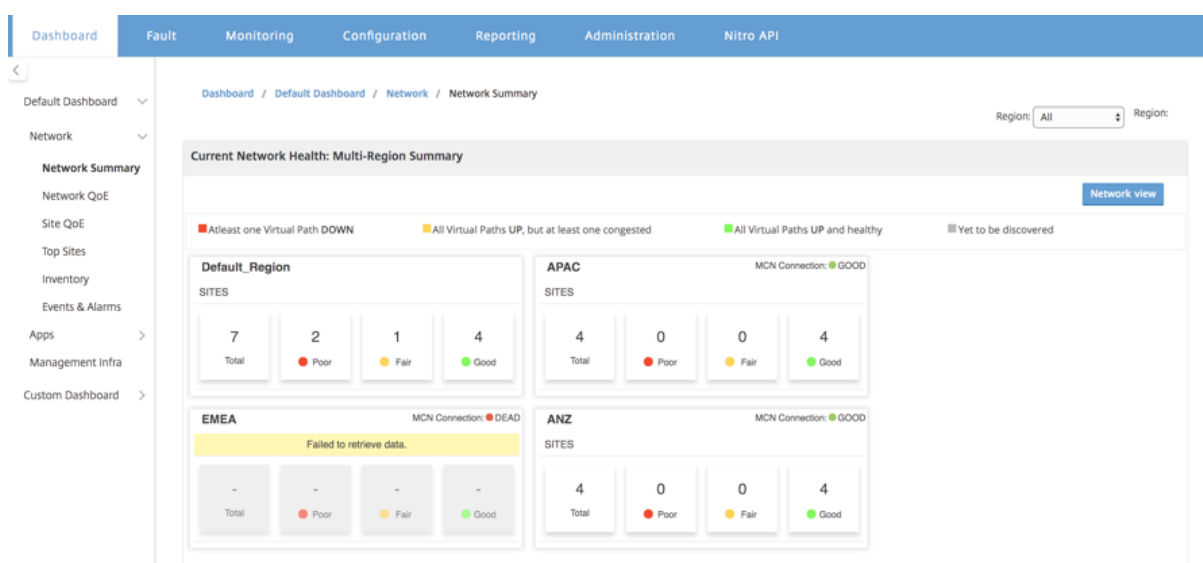 Dashboard Fault Monitoring Configuration Reporting Administration Nitro API
<
Default Dashboard
Network
Network Summary
Network QoE
Site QoE
Top Sites
Inventory
Events & Alarms
Apps
Management Infra
Custom Dashboard
Dashboard / Default Dashboard / Network / Network Summary
Region: All Region:
Current Network Health: Multi-Region Summary
Network view
Atleast one Virtual Path DOWN All Virtual Paths UP, but at least one congested All Virtual Paths UP and healthy Yet to be discovered
Default_Region
SITES
7 2 1 4
Total Poor Fair Good
APAC MCN Connection: GOOD
SITES
4 0 0 4
Total Poor Fair Good
EMEA MCN Connection: DEAD
Failed to retrieve data.
- - - -
Total Poor Fair Good
ANZ MCN Connection: GOOD
SITES
4 0 0 4
Total Poor Fair Good